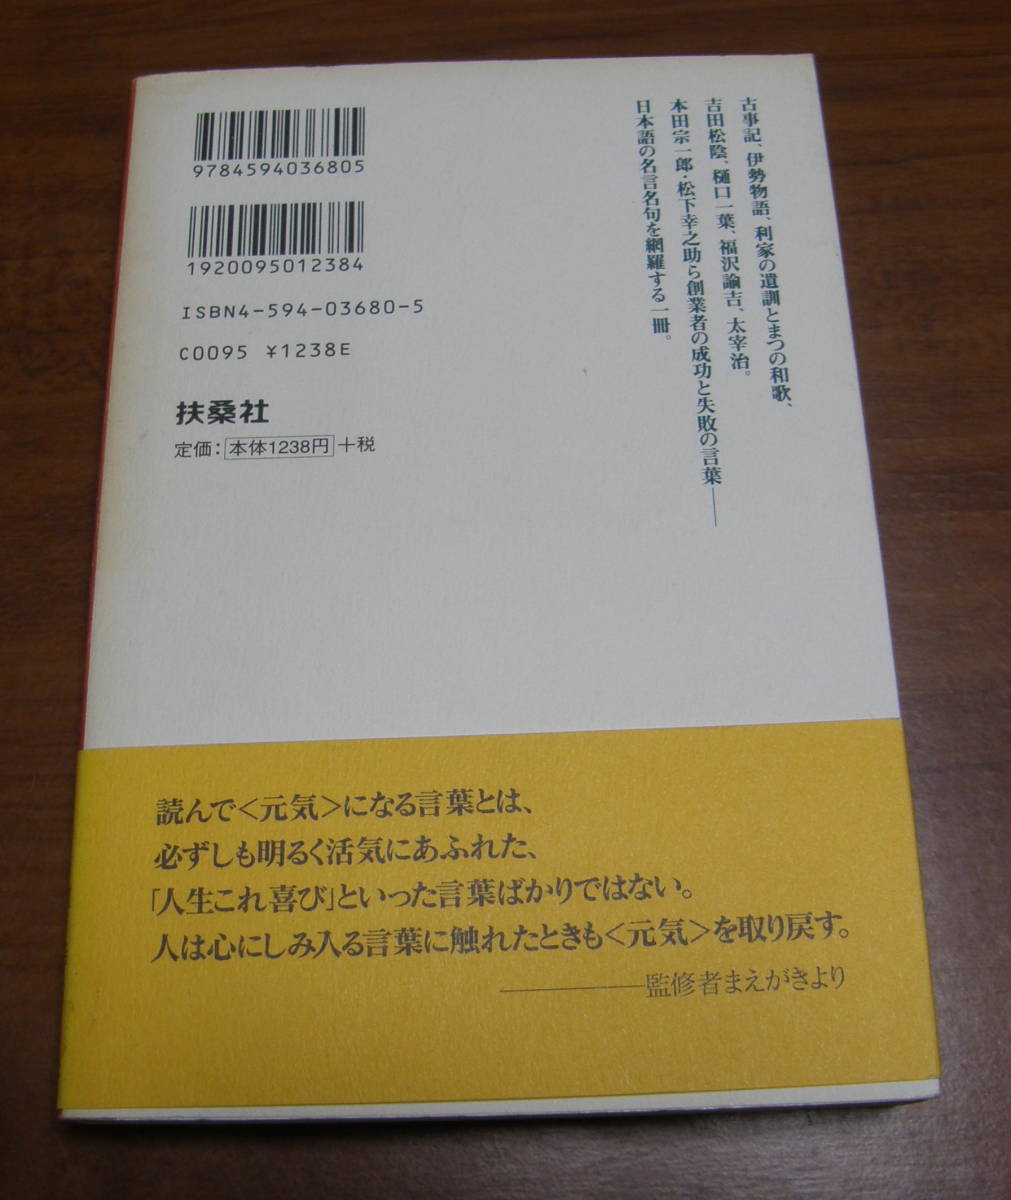 古事記、伊勢物語、利家の遺訓とまつの和歌、
吉田松陰、樋口一葉、福沢諭吉、太宰治。
本田宗一郎・松下幸之助ら創業者の成功と失敗の言葉——
日本語の名言名句を網羅する一冊。
9784594036805
1920095012384
ISBN4-594-03680-5
C0095 ¥1238E
扶桑社
定価：本体1238円+税
読んで<元気>になる言葉とは、
必ずしも明るく活気にあふれた、
「人生これ喜び」といった言葉ばかりではない。
人は心にしみ入る言葉に触れたときも<元気>を取り戻す。
————監修者まえがきより